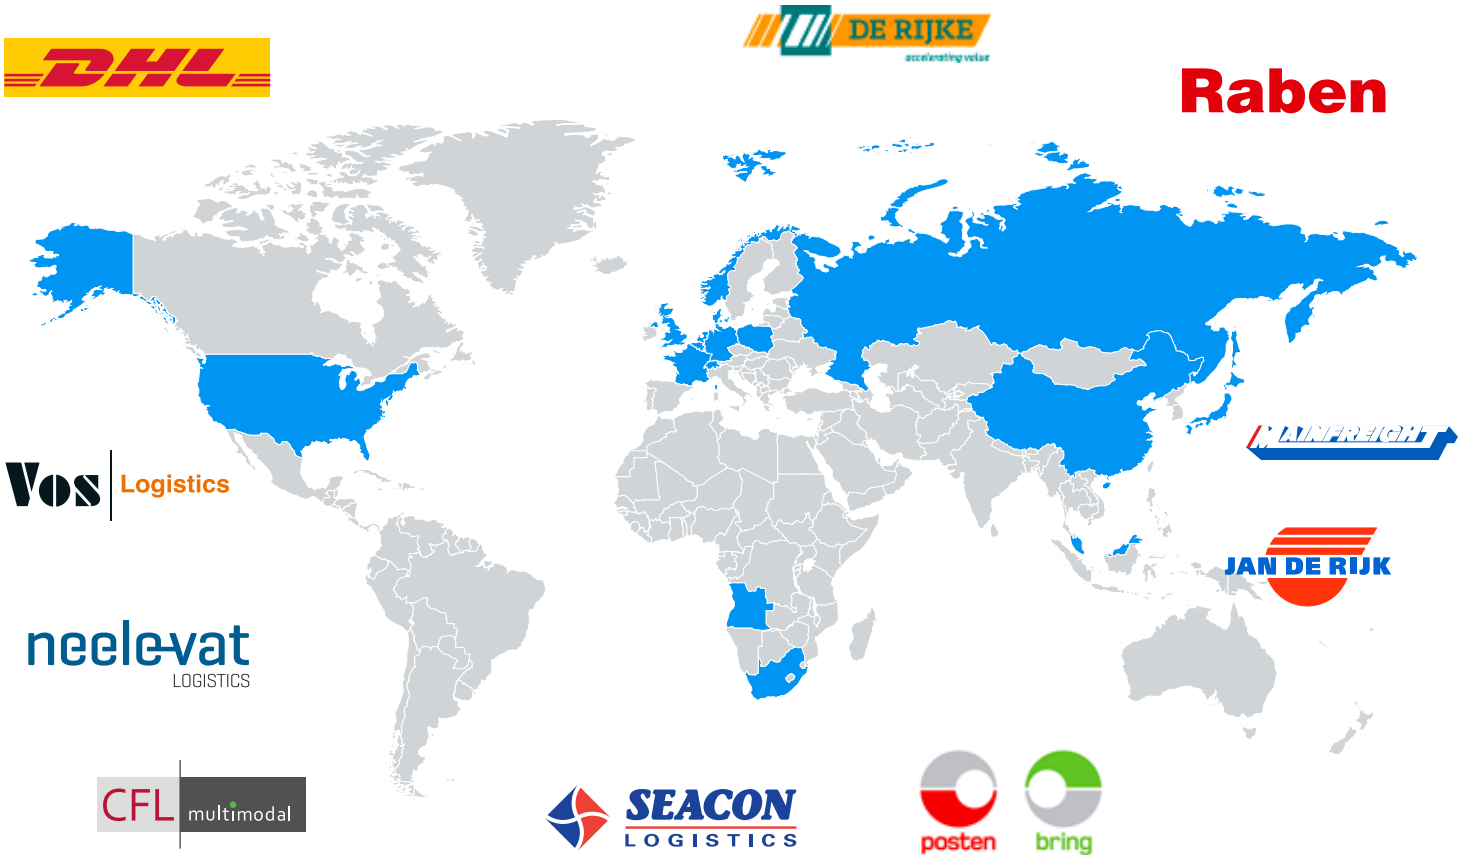 DE RIJKE
accelerating value
DHL
Raben
MAINFREIGHT
Vos
Logistics
JAN DE RIJK
neele-vat
LOGISTICS
CFL
multimodal
SEACON
LOGISTICS
posten
bring